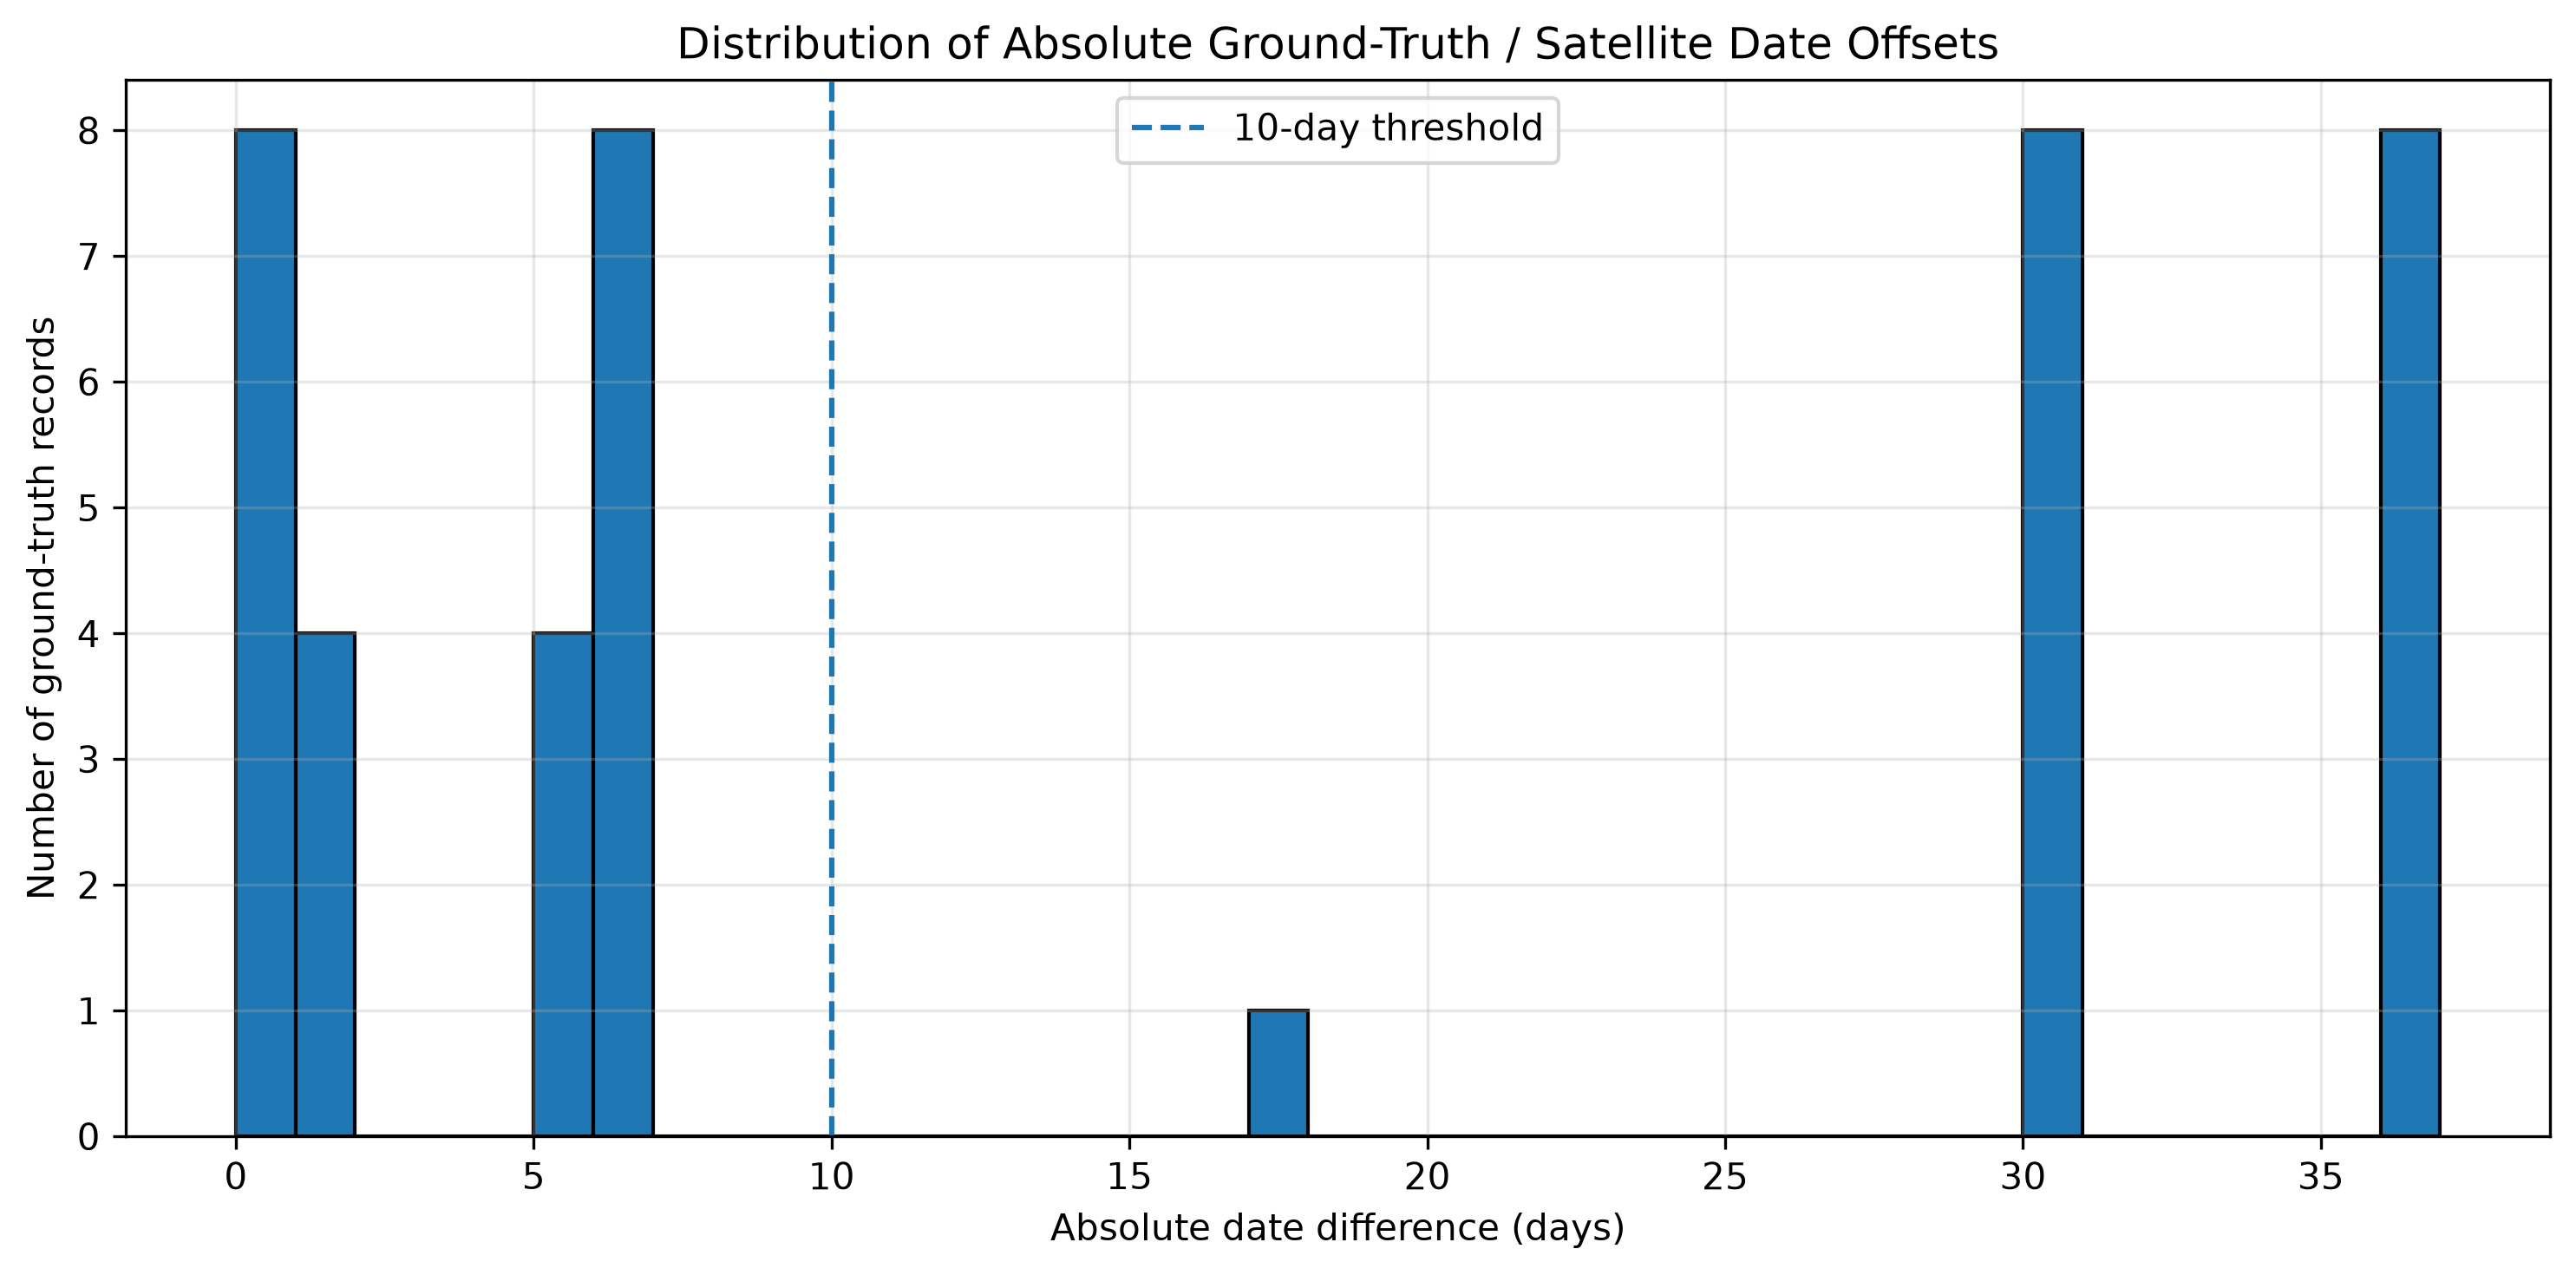 Distribution of Absolute Ground-Truth / Satellite Date Offsets
10-day threshold
Number of ground-truth records
8
7
6
5
4
3
2
1
0
0 5 10 15 20 25 30 35
Absolute date difference (days)